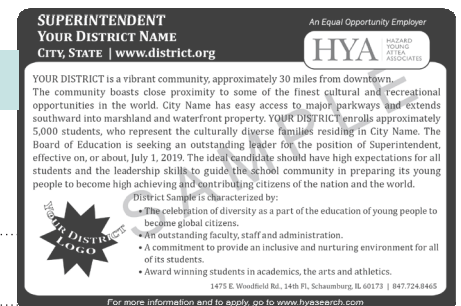 SUPERINTENDENT
YOUR DISTRICT NAME
CITY, STATE | www.district.org
An Equal Opportunity Employer
HYA
HAZARD
YOUNG
ATTEA
ASSOCIATES
YOUR DISTRICT is a vibrant community, approximately 30 miles from downtown.
The community boasts close proximity to some of the finest cultural and recreational
opportunities in the world. City Name has easy access to major parkways and extends
southward into marshland and waterfront property. YOUR DISTRICT has approximately
5,000 students, who represent the culturally diverse families residing in City Name. The
Board of Education is seeking an outstanding leader for the position of Superintendent,
effective on, or about, July 1, 2019. The ideal candidate should have high expectations for all
students and the leadership skills to guide the school community in preparing its young
people to become high achieving and contributing citizens of the nation and the world.
District Sample is characterized by:
• The celebration of diversity as a part of the education of young people to
become global citizens.
• An outstanding faculty, staff and administration.
• A commitment to provide an inclusive and nurturing environment for all
of its students.
• Award winning students in academics, the arts and athletics.
YOUR DISTRICT
LOGO
SAMPLE
1475 E. Woodfield Rd., 14th Fl., Schaumburg, IL 60173 | 847.724.8465
For more information and to apply, go to www.hyasearch.com